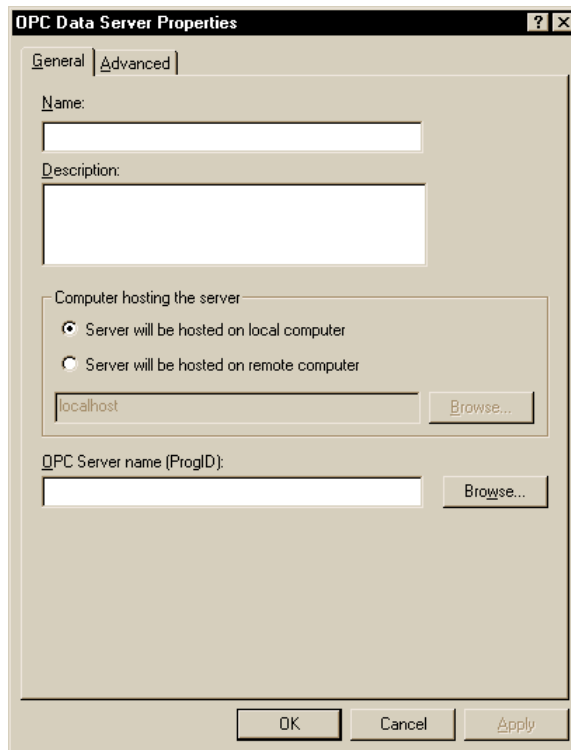 OPC Data Server Properties
General
Advanced
Name:
Description:
Computer hosting the server
Server will be hosted on local computer
Server will be hosted on remote computer
localhost
Browse...
OPC Server name (ProgID):
Browse...
OK
Cancel
Apply